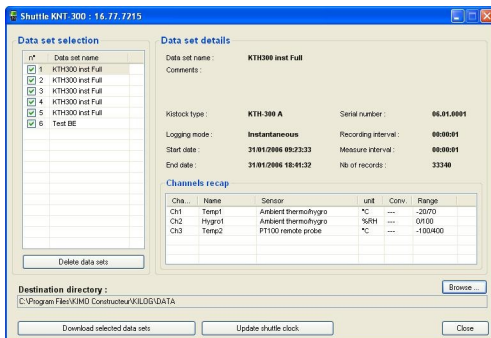 Shuttle KNT-300 : 16.77.7215
Data set selection
n° Data set name
1 KTH300 inst Full
2 KTH300 inst Full
3 KTH300 inst Full
4 KTH300 inst Full
5 KTH300 inst Full
6 Test BE
Delete data sets
Data set details
Data set name : KTH300 inst Full
Comments :
Kistock type : KTH-300 A Serial number : 06.01.0001
Logging mode : Instantaneous Recording interval : 00:00:01
Start date : 31/01/2006 09:23:33 Measure interval : 00:00:01
End date : 31/01/2006 18:41:32 Nb of records : 33340
Channels recap
Cha... Name Sensor unit Conv. Range
Ch1 Temp1 Ambient thermo/hygro °C --- -20/70
Ch2 Hygro1 Ambient thermo/hygro %RH --- 0/100
Ch3 Temp2 PT100 remote probe °C --- -100/400
Destination directory :
Browse ...
C:\Program Files\KIMO Constructeur\KILOG\DATA
Download selected data sets Update shuttle clock Close